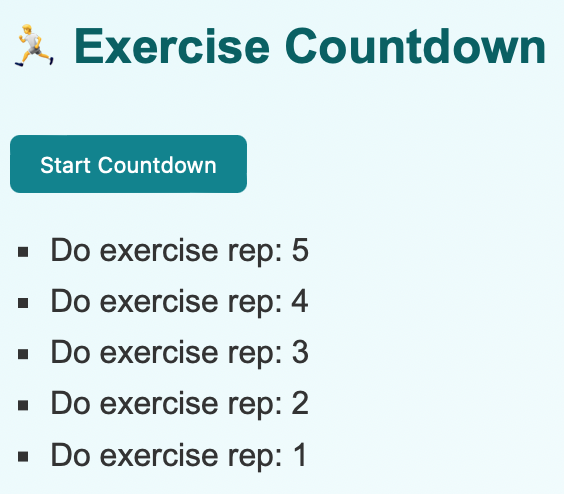 Exercise Countdown
Start Countdown
Do exercise rep: 5
Do exercise rep: 4
Do exercise rep: 3
Do exercise rep: 2
Do exercise rep: 1